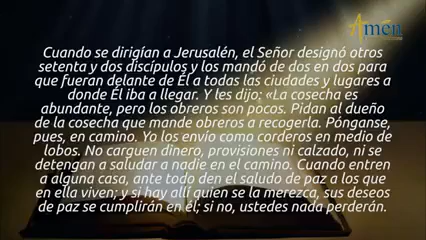 Amén
Cuando se dirigían a Jerusalén, el Señor designó otros
setenta y dos discípulos y los mandó de dos en dos para
que fueran delante de Él a todas las ciudades y lugares a
donde Él iba a llegar. Y les dijo: «La cosecha es
abundante, pero los obreros son pocos. Pidan al dueño
de la cosecha que mande obreros a recogerla. Pónganse,
pues, en camino. Yo los envío como corderos en medio de
lobos. No carguen dinero, provisiones ni calzado, ni se
detengan a saludar a nadie en el camino. Cuando entren
a alguna casa, ante todo den el saludo de paz a los que
en ella viven; y si hay allí quien se la merezca, sus deseos
de paz se cumplirán en él; si no, ustedes nada perderán.